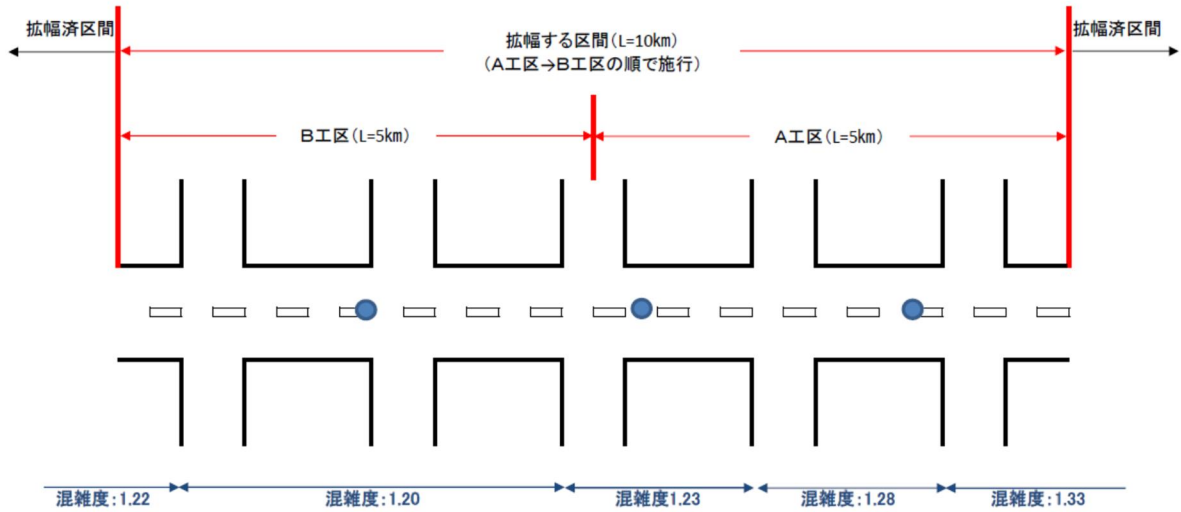 拡幅済区間
拡幅する区間(L=10km)
(A工区→B工区の順で施行)
拡幅済区間
B工区(L=5km)
A工区(L=5km)
混雑度:1.22
混雑度:1.20
混雑度1.23
混雑度:1.28
混雑度:1.33